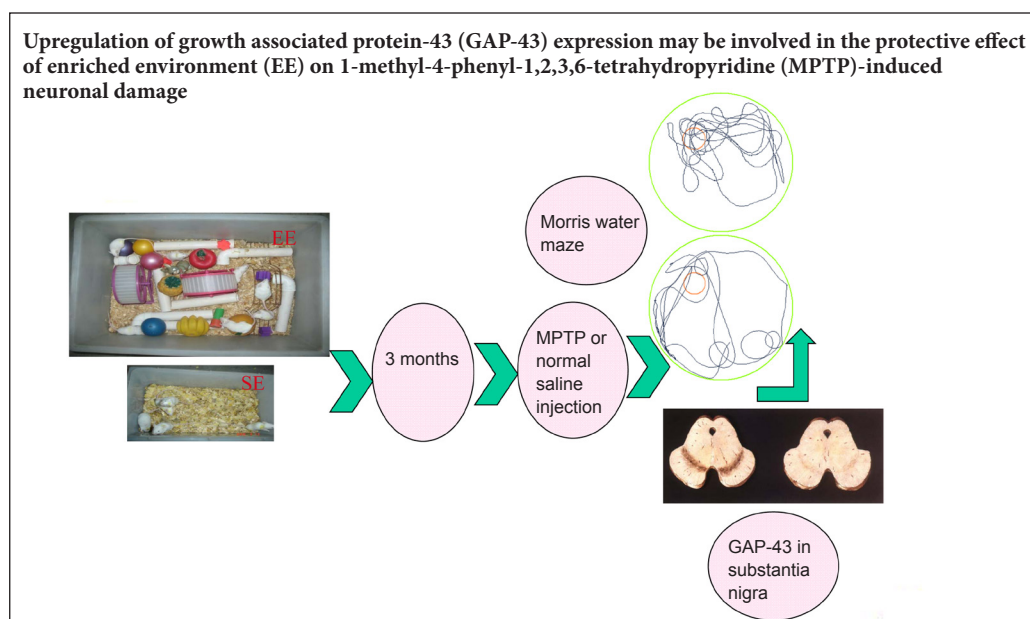 Upregulation of growth associated protein-43 (GAP-43) expression may be involved in the protective effect
of enriched environment (EE) on 1-methyl-4-phenyl-1,2,3,6-tetrahydropyridine (MPTP)-induced
neuronal damage
Morris water
maze
EE
3 months
MPTP or
normal
saline
injection
SE
GAP-43 in
substantia
nigra